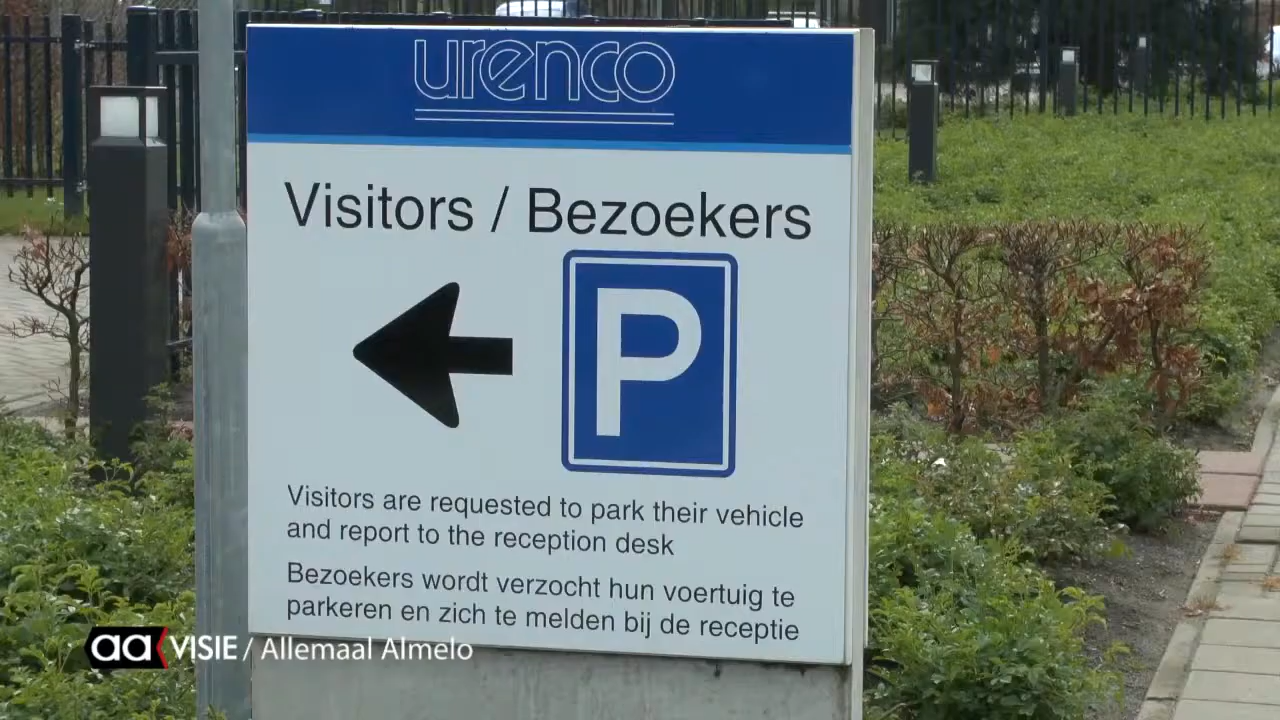 urenco
Visitors / Bezoekers
P
Visitors are requested to park their vehicle
and report to the reception desk
Bezoekers wordt verzocht hun voertuig te
parkeren en zich te melden bij de receptie
aa VISIE / Allemaal Almelo